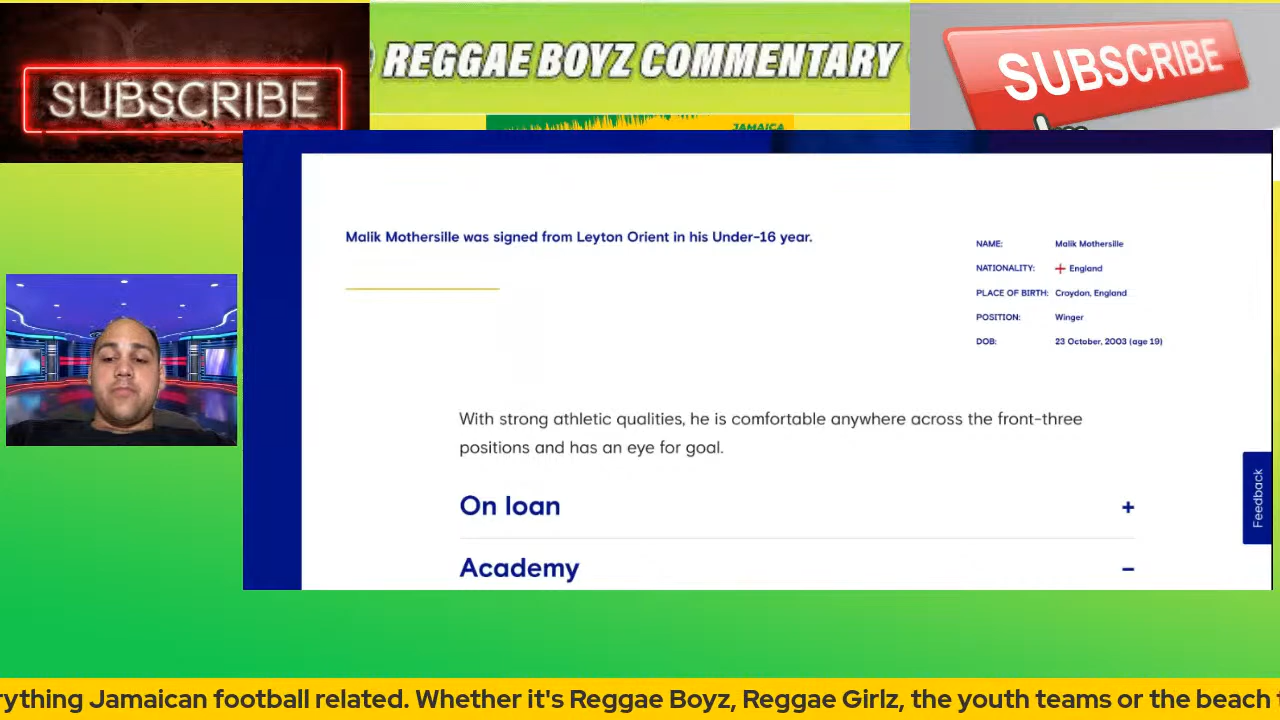 SUBSCRIBE
REGGAE BOYZ COMMENTARY
SUBSCRIBE
JAMAICA
Malik Mothersille was signed from Leyton Orient in his Under-16 year.
NAME: Malik Mothersille
NATIONALITY: England
PLACE OF BIRTH: Croydon, England
POSITION: Winger
DOB: 23 October, 2003 (age 19)
With strong athletic qualities, he is comfortable anywhere across the front-three
positions and has an eye for goal.
On loan +
Academy –
Feedback
rything Jamaican football related. Whether it's Reggae Boyz, Reggae Girlz, the youth teams or the beach